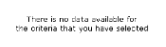 There is no data available for
the criteria that you have selected